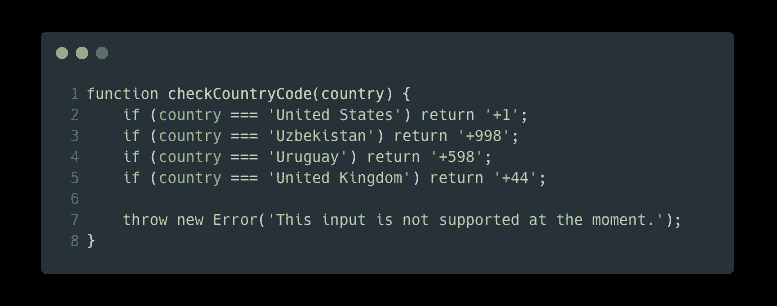 1 function checkCountryCode(country) {
2     if (country === 'United States') return '+1';
3     if (country === 'Uzbekistan') return '+998';
4     if (country === 'Uruguay') return '+598';
5     if (country === 'United Kingdom') return '+44';
6
7     throw new Error('This input is not supported at the moment.');
8 }